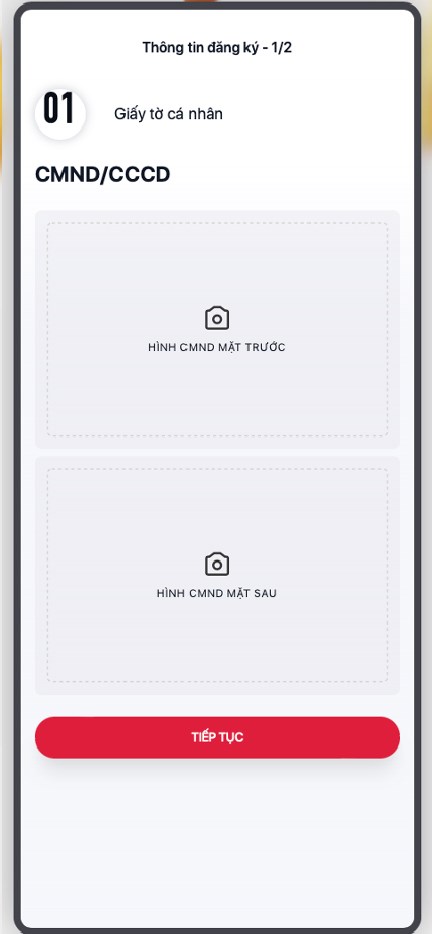 Thông tin đăng ký - 1/2
01
Giấy tờ cá nhân
CMND/CCCD
HÌNH CMND MẶT TRƯỚC
HÌNH CMND MẶT SAU
TIẾP TỤC